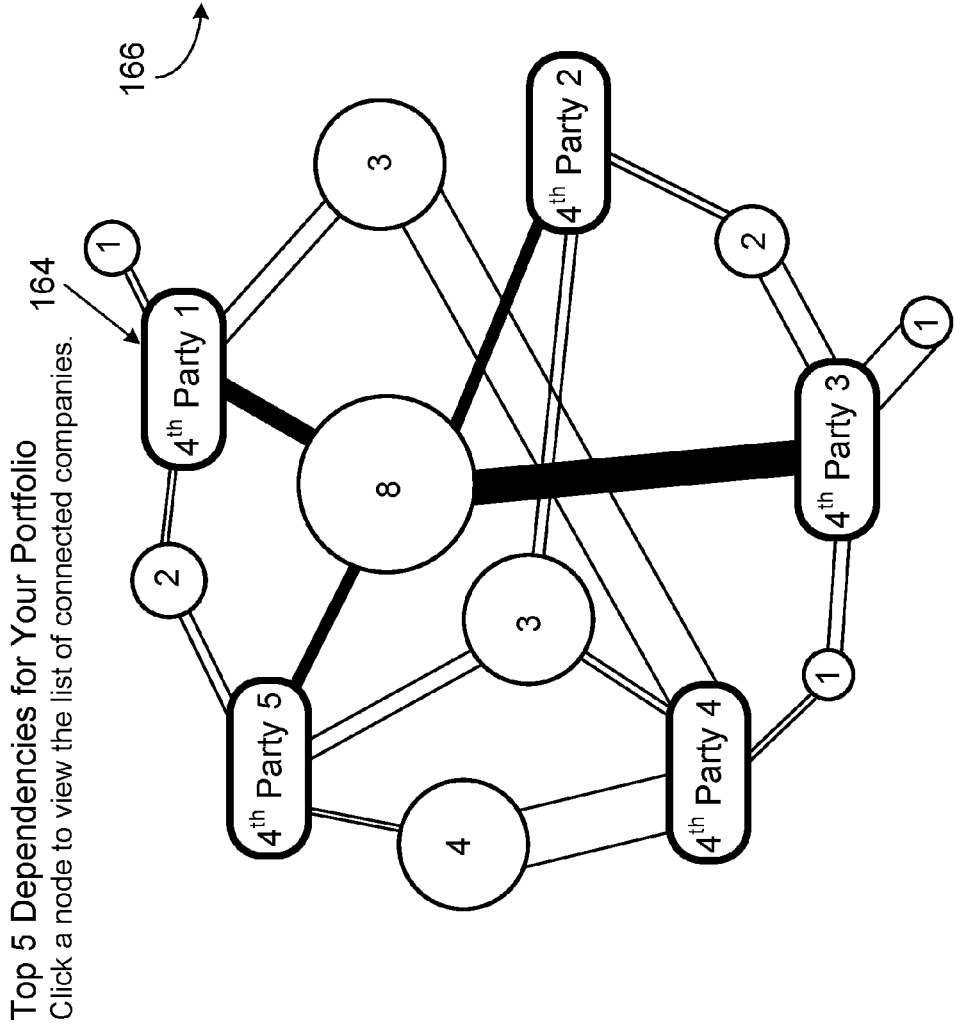 Top 5 Dependencies for Your Portfolio
Click a node to view the list of connected companies.
164
166
1
4th Party 1
2
3
8
4th Party 5
4th Party 2
3
4
2
4th Party 4
4th Party 3
1
1